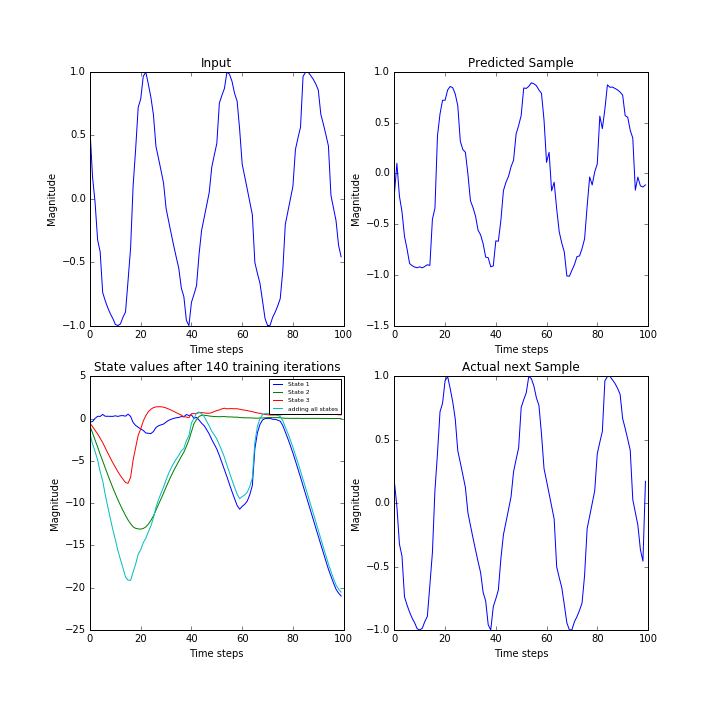 Input
1.0
0.5
0.0
−0.5
−1.0
Magnitude
0 20 40 60 80 100
Time steps
Predicted Sample
1.0
0.5
0.0
−0.5
−1.0
−1.5
Magnitude
0 20 40 60 80 100
Time steps
State values after 140 training iterations
5
0
−5
−10
−15
−20
−25
Magnitude
State 1
State 2
State 3
adding all states
0 20 40 60 80 100
Time steps
Actual next Sample
1.0
0.5
0.0
−0.5
−1.0
Magnitude
0 20 40 60 80 100
Time steps